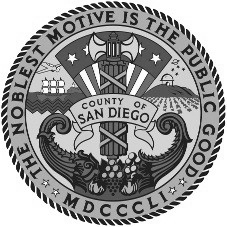 THE NOBLEST MOTIVE IS THE PUBLIC GOOD
COUNTY OF
SAN DIEGO
MDCCCLI